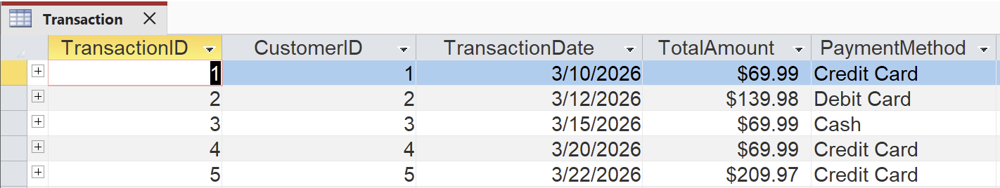 Transaction
TransactionID CustomerID TransactionDate TotalAmount PaymentMethod
1 1 3/10/2026 $69.99 Credit Card
2 2 3/12/2026 $139.98 Debit Card
3 3 3/15/2026 $69.99 Cash
4 4 3/20/2026 $69.99 Credit Card
5 5 3/22/2026 $209.97 Credit Card